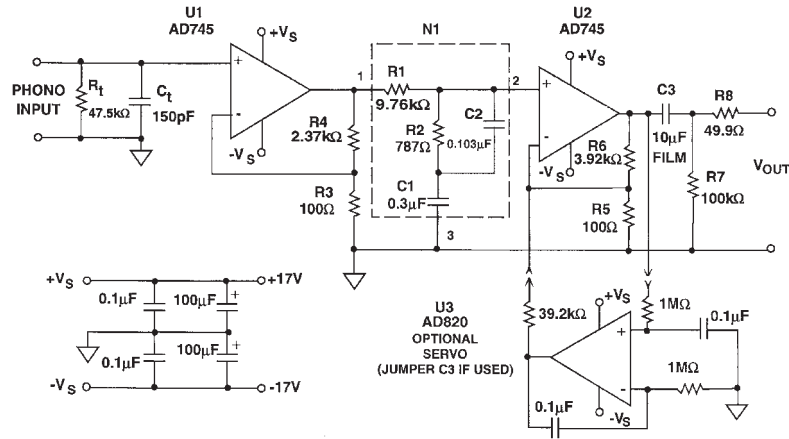 U1
AD745
+VS
PHONO
INPUT
Rt
47.5kΩ
Ct
150pF
+
-
-VS
1
R4
2.37kΩ
R3
100Ω
N1
R1
9.76kΩ
R2
787Ω
C2
0.103µF
C1
0.3µF
3
2
U2
AD745
+VS
+
-
-VS
R6
3.92kΩ
R5
100Ω
C3
10µF
FILM
R8
49.9Ω
R7
100kΩ
VOUT
+VS
+17V
0.1µF
100µF
+
0.1µF
100µF
+
-VS
-17V
U3
AD820
OPTIONAL
SERVO
(JUMPER C3 IF USED)
39.2kΩ
+VS
+
-
-VS
1MΩ
0.1µF
1MΩ
0.1µF